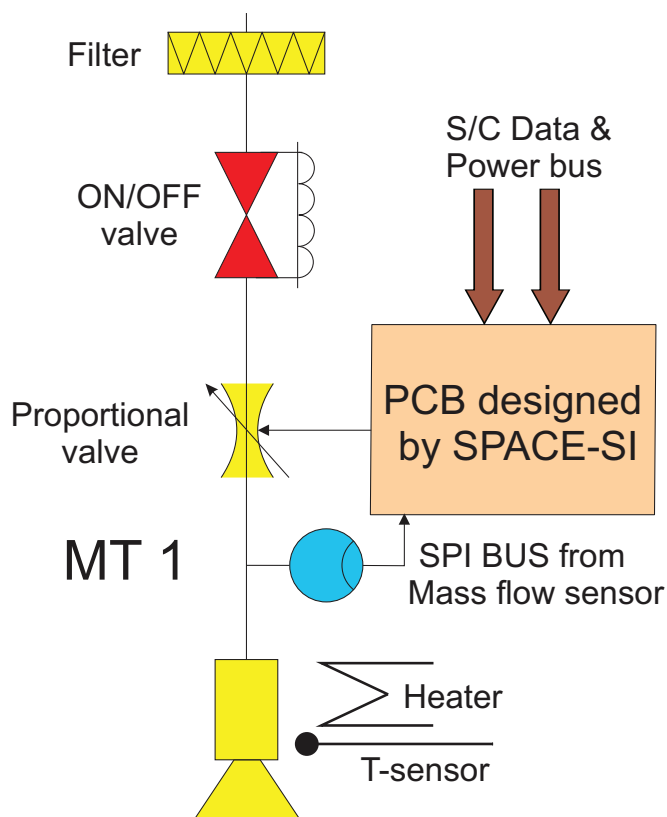 Filter
S/C Data &
Power bus
ON/OFF
valve
PCB designed
by SPACE-SI
Proportional
valve
MT 1
SPI BUS from
Mass flow sensor
Heater
T-sensor